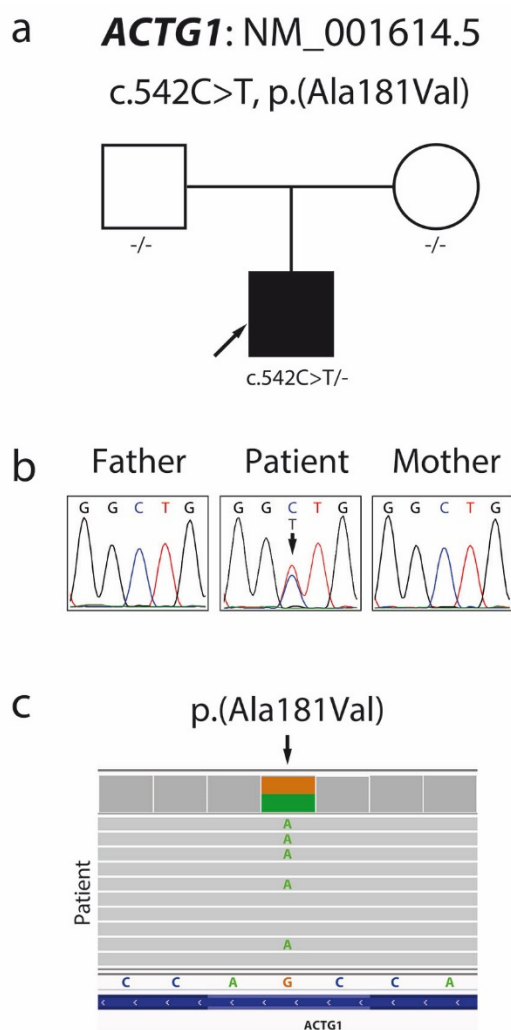 a
ACTG1: NM_001614.5
c.542C>T, p.(Ala181Val)
-/-
-/-
c.542C>T/-
b
Father
Patient
Mother
G G C T G
G G C T G
T
G G C T G
c
p.(Ala181Val)
Patient
A
A
A
A
A
C C A G C C A
< < < < < < <
ACTG1